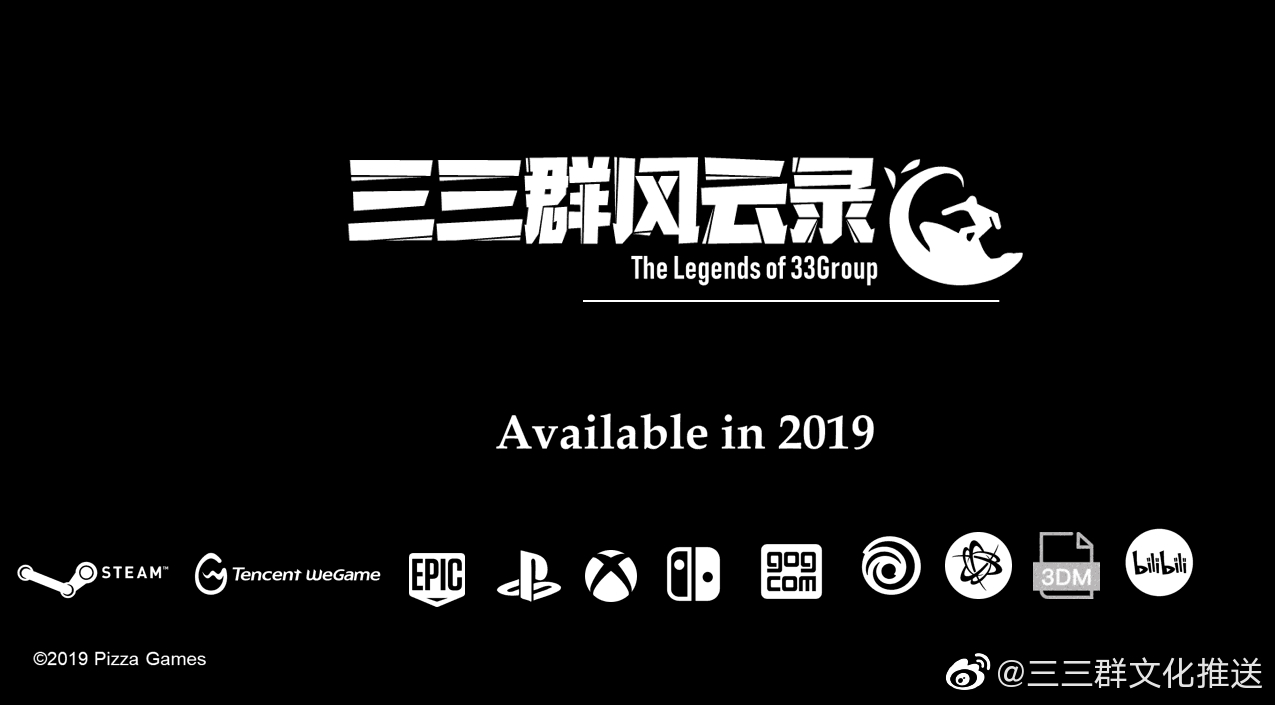 三三群风云录
The Legends of 33Group
Available in 2019
STEAM™
Tencent WeGame
EPIC
gog
com
3DM
bilibili
©2019 Pizza Games
@三三群文化推送